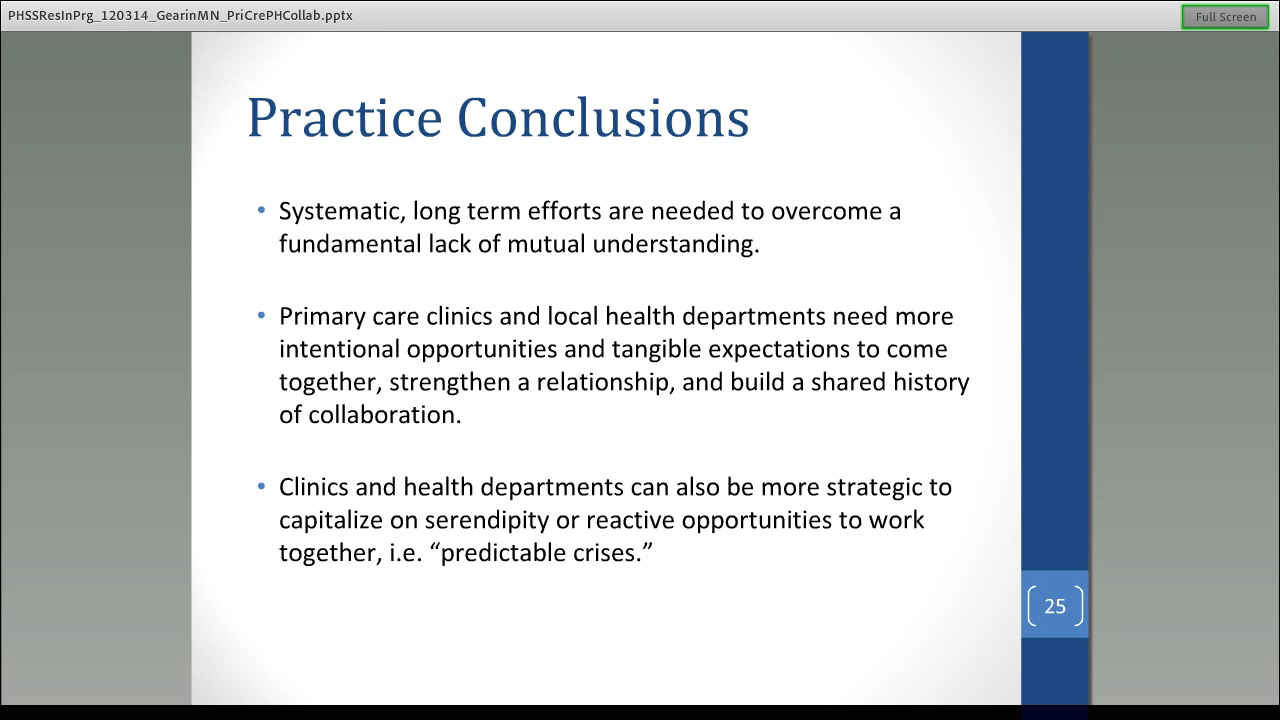 PHSSResInPrg_120314_GearinMN_PriCrePHCollab.pptx
Full Screen
Practice Conclusions
• Systematic, long term efforts are needed to overcome a
fundamental lack of mutual understanding.
• Primary care clinics and local health departments need more
intentional opportunities and tangible expectations to come
together, strengthen a relationship, and build a shared history
of collaboration.
• Clinics and health departments can also be more strategic to
capitalize on serendipity or reactive opportunities to work
together, i.e. “predictable crises.”
25